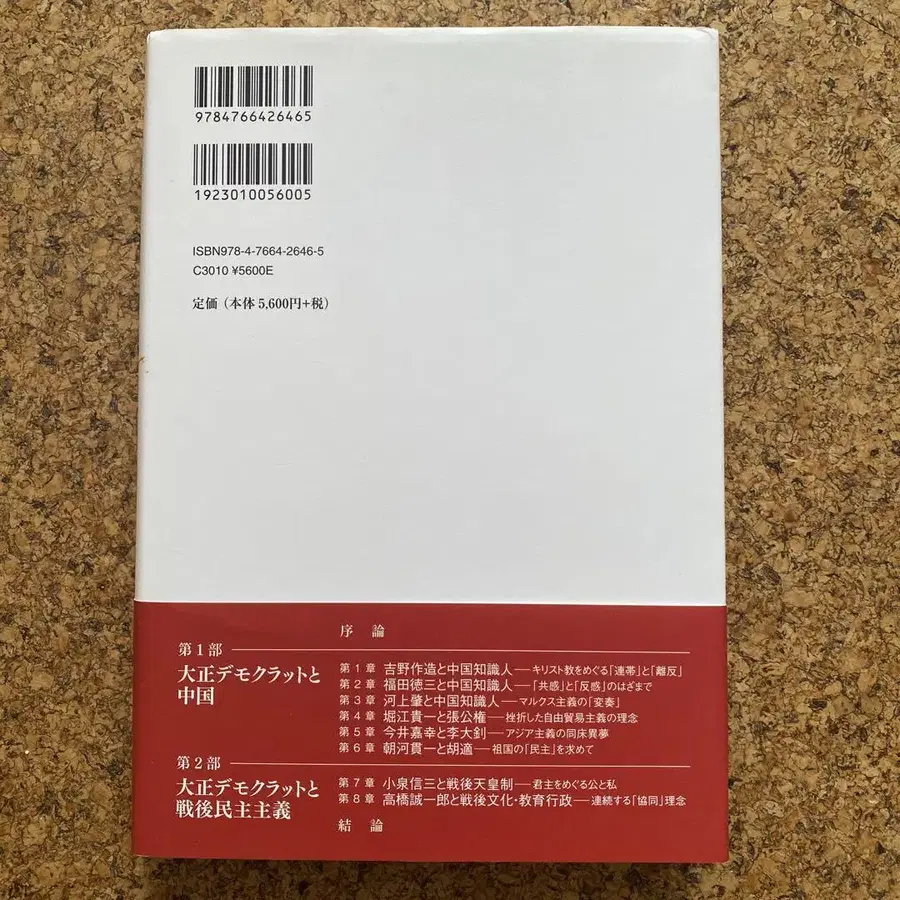 9784766426465
1923010056005
ISBN978-4-7664-2646-5
C3010 ¥5600E
定価（本体 5,600円+税）
序 論
第1部
大正デモクラットと
中国
第1章 吉野作造と中国知識人―キリスト教をめぐる「連帯」と「離反」
第2章 福田徳三と中国知識人―「共感」と「反感」のはざまで
第3章 河上肇と中国知識人―マルクス主義の「変奏」
第4章 堀江貴一と張公権―挫折した自由貿易主義の理念
第5章 今井嘉幸と李大釗―アジア主義の同床異夢
第6章 朝河貫一と胡適―祖国の「民主」を求めて
第2部
大正デモクラットと
戦後民主主義
第7章 小泉信三と戦後天皇制―君主をめぐる公と私
第8章 高橋誠一郎と戦後文化・教育行政―連続する「協同」理念
結 論